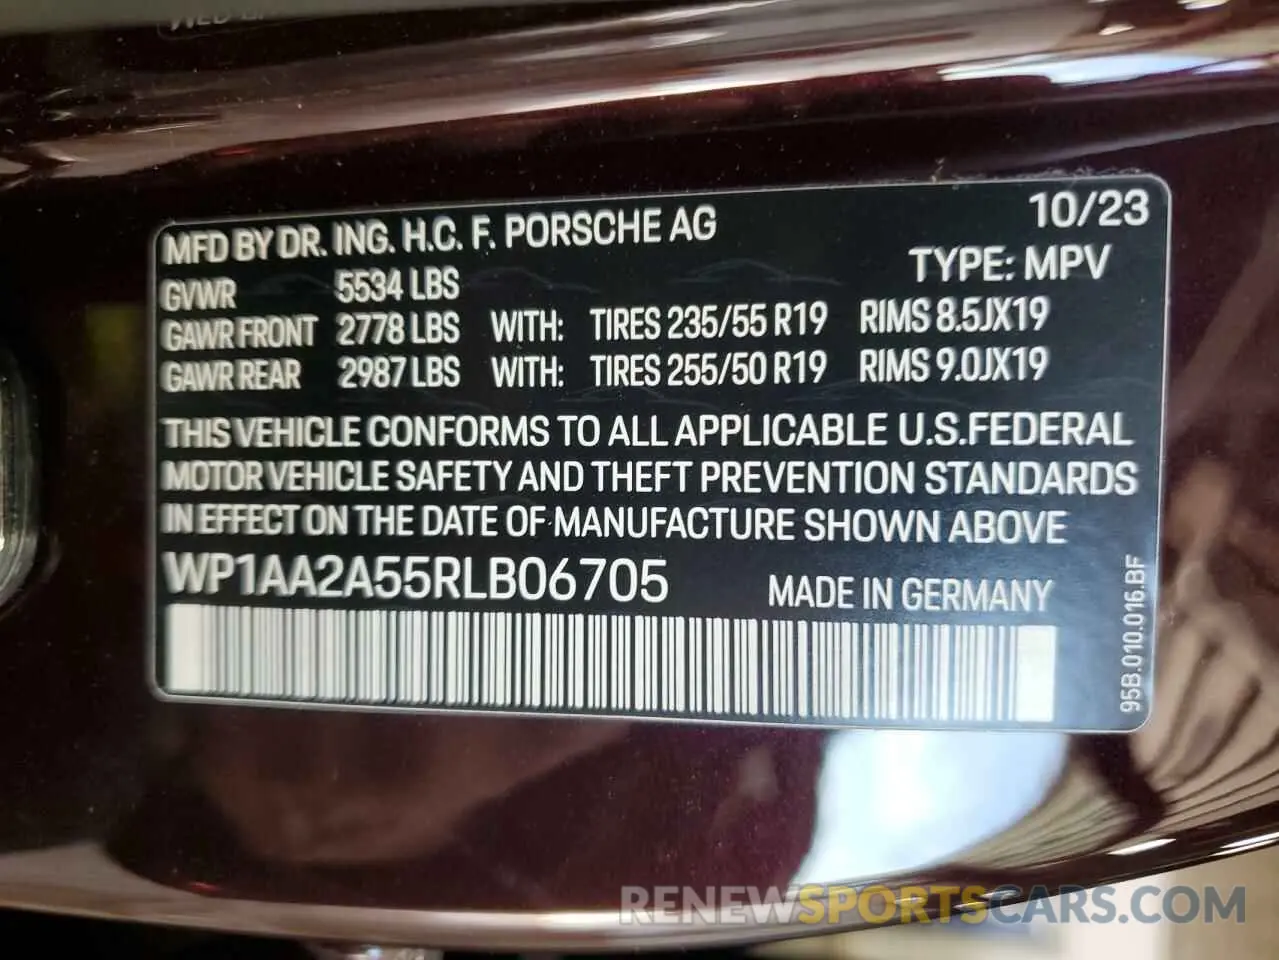 MFD BY DR. ING. H.C. F. PORSCHE AG 10/23
TYPE: MPV
GVWR 5534 LBS
GAWR FRONT 2778 LBS WITH: TIRES 235/55 R19 RIMS 8.5JX19
GAWR REAR 2987 LBS WITH: TIRES 255/50 R19 RIMS 9.0JX19
THIS VEHICLE CONFORMS TO ALL APPLICABLE U.S.FEDERAL
MOTOR VEHICLE SAFETY AND THEFT PREVENTION STANDARDS
IN EFFECT ON THE DATE OF MANUFACTURE SHOWN ABOVE
WP1AA2A55RLB06705 MADE IN GERMANY
95B.010.016.BF
RENEWSPORTSCARS.COM